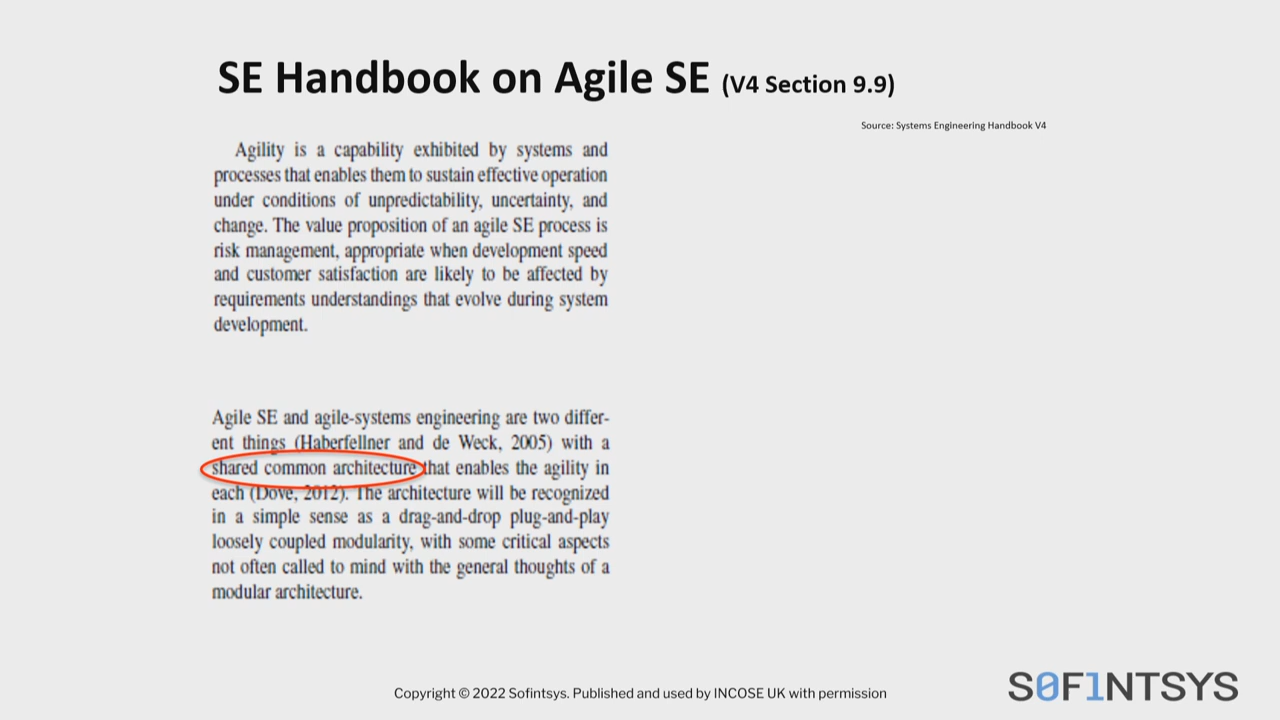 SE Handbook on Agile SE (V4 Section 9.9)
Source: Systems Engineering Handbook V4
Agility is a capability exhibited by systems and
processes that enables them to sustain effective operation
under conditions of unpredictability, uncertainty, and
change. The value proposition of an agile SE process is
risk management, appropriate when development speed
and customer satisfaction are likely to be affected by
requirements understandings that evolve during system
development.
Agile SE and agile-systems engineering are two differ-
ent things (Haberfellner and de Weck, 2005) with a
shared common architecture that enables the agility in
each (Dove, 2012). The architecture will be recognized
in a simple sense as a drag-and-drop plug-and-play
loosely coupled modularity, with some critical aspects
not often called to mind with the general thoughts of a
modular architecture.
Copyright © 2022 Sofintsys. Published and used by INCOSE UK with permission
S0F1NTSYS